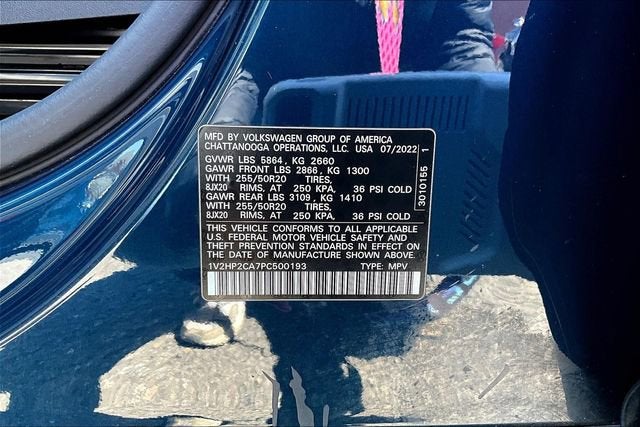 MFD BY VOLKSWAGEN GROUP OF AMERICA
CHATTANOOGA OPERATIONS, LLC. USA 07/2022 1
GVWR LBS 5864, KG 2660
GAWR FRONT LBS 2866, KG 1300
WITH 255/50R20 TIRES,
8JX20 RIMS, AT 250 KPA, 36 PSI COLD
GAWR REAR LBS 3109, KG 1410
WITH 255/50R20 TIRES,
8JX20 RIMS, AT 250 KPA, 36 PSI COLD
THIS VEHICLE CONFORMS TO ALL APPLICABLE
U.S. FEDERAL MOTOR VEHICLE SAFETY AND
THEFT PREVENTION STANDARDS IN EFFECT ON
THE DATE OF MANUFACTURE SHOWN ABOVE.
1V2HP2CA7PC500193 TYPE: MPV
3010155